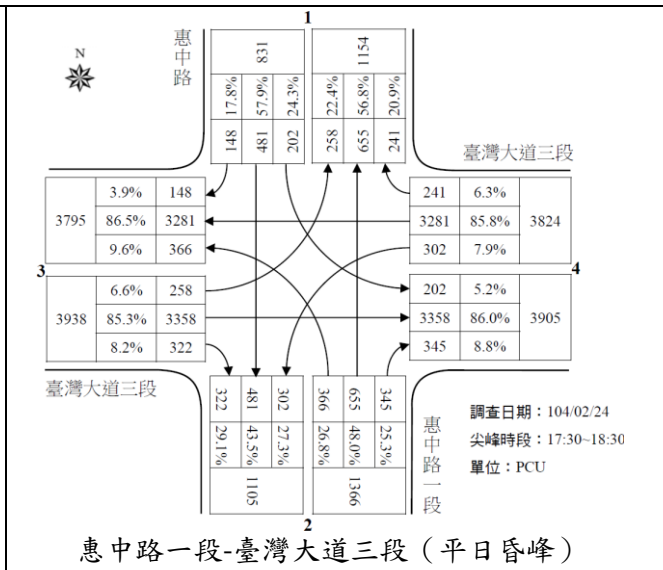 1
N
惠中路
831
17.8% 57.9% 24.3%
148 481 202
1154
22.4% 56.8% 20.9%
258 655 241
臺灣大道三段
3795
3.9% 148
86.5% 3281
9.6% 366
241 6.3%
3281 85.8%
302 7.9%
3824
3
4
3938
6.6% 258
85.3% 3358
8.2% 322
202 5.2%
3358 86.0%
345 8.8%
3905
臺灣大道三段
322 481 302
29.1% 43.5% 27.3%
1105
366 655 345
26.8% 48.0% 25.3%
1366
惠中路一段
調查日期：104/02/24
尖峰時段：17:30~18:30
單位：PCU
2
惠中路一段-臺灣大道三段（平日昏峰）